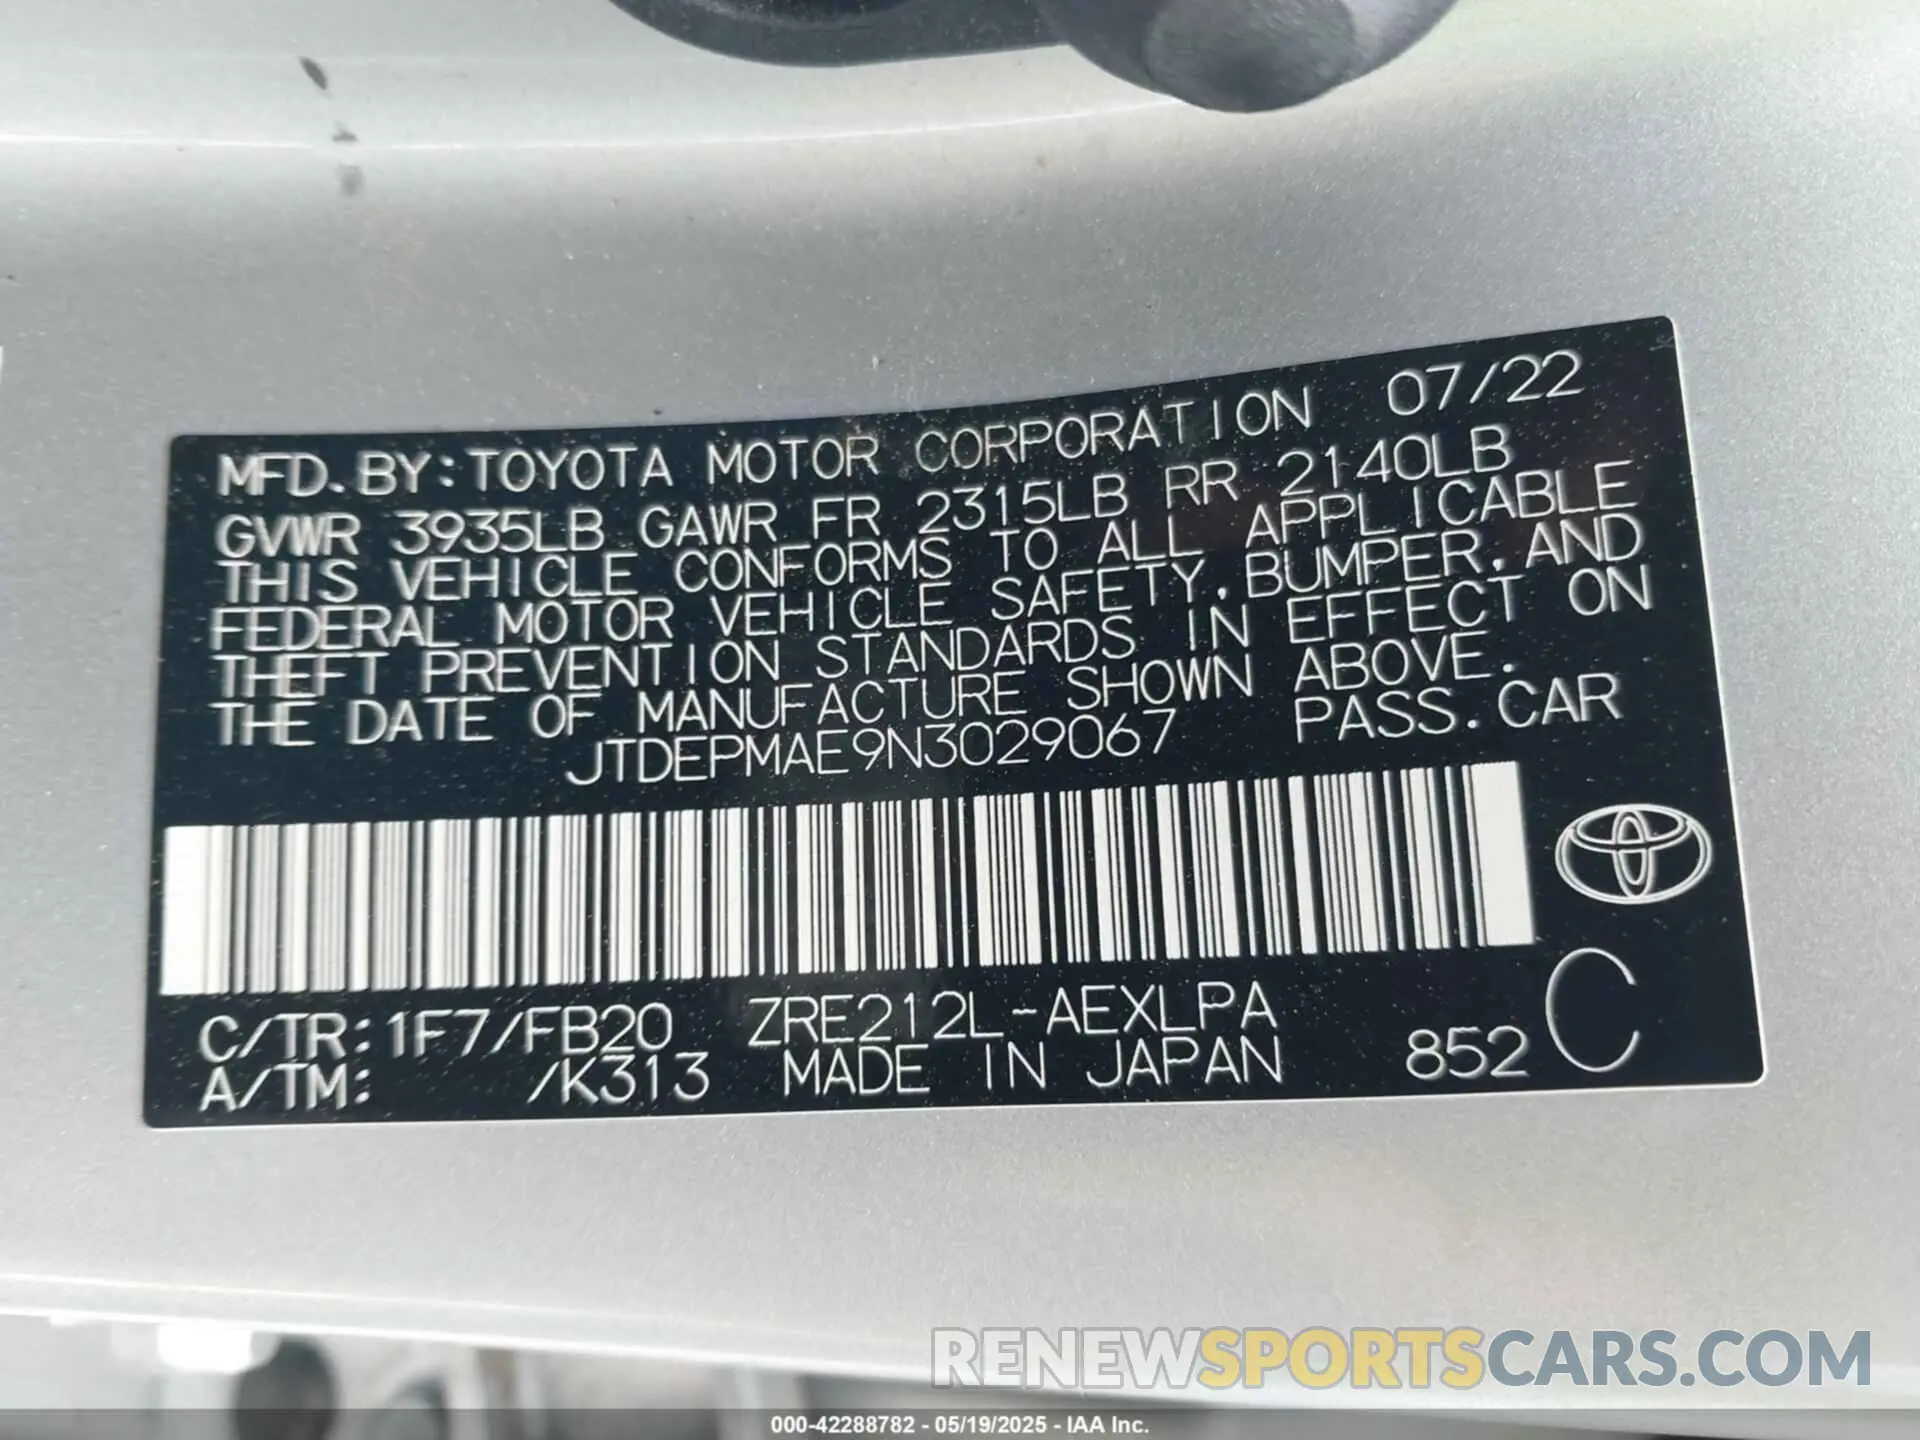 MFD. BY: TOYOTA MOTOR CORPORATION 07/22
GVWR 3935LB GAWR FR 2315LB RR 2140LB
THIS VEHICLE CONFORMS TO ALL APPLICABLE
FEDERAL MOTOR VEHICLE SAFETY, BUMPER, AND
THEFT PREVENTION STANDARDS IN EFFECT ON
THE DATE OF MANUFACTURE SHOWN ABOVE.
JTDEPMAE9N3029067 PASS. CAR
C/TR: 1F7/FB20 ZRE212L-AEXLPA
A/TM: /K313 MADE IN JAPAN 852 C
RENEWSPORTSCARS.COM
000-42288782 - 05/19/2025 - IAA Inc.